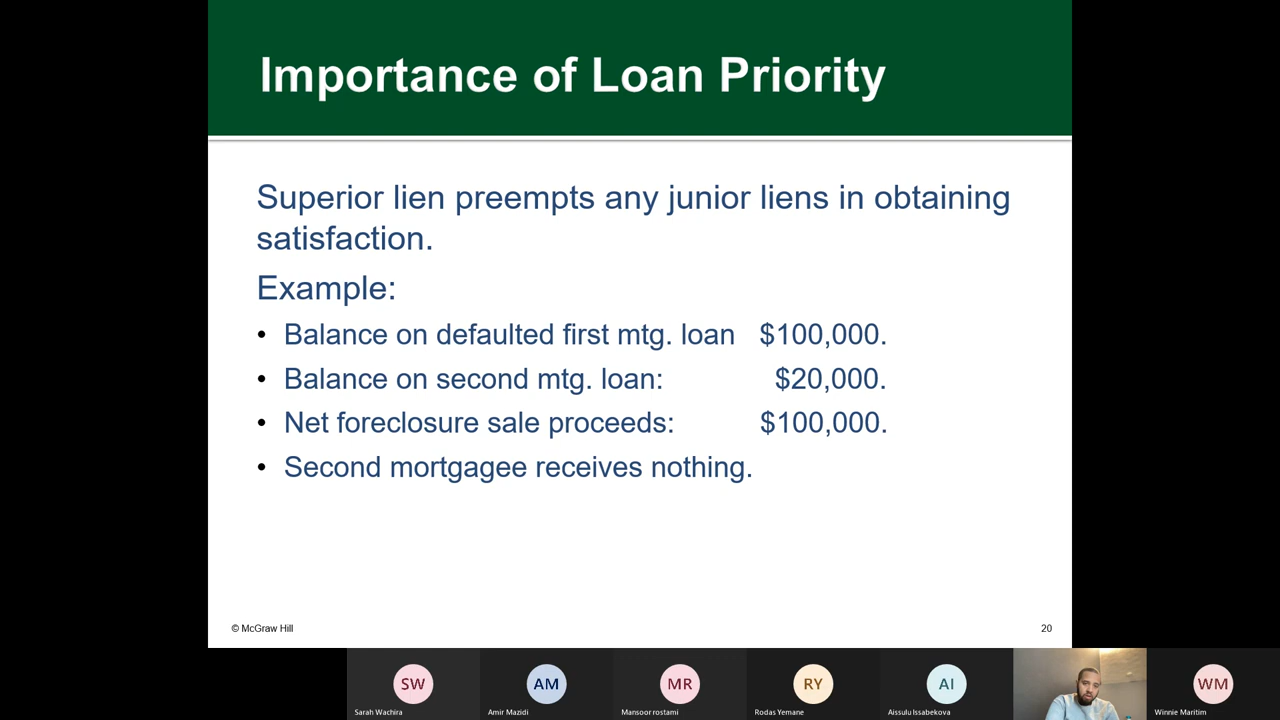 Importance of Loan Priority
Superior lien preempts any junior liens in obtaining
satisfaction.
Example:
• Balance on defaulted first mtg. loan $100,000.
• Balance on second mtg. loan: $20,000.
• Net foreclosure sale proceeds: $100,000.
• Second mortgagee receives nothing.
© McGraw Hill
20
SW
AM
MR
RY
AI
WM
Sarah Wachira
Amir Mazidi
Mansoor rostami
Rodas Yemane
Aissulu Issabekova
Winnie Maritim